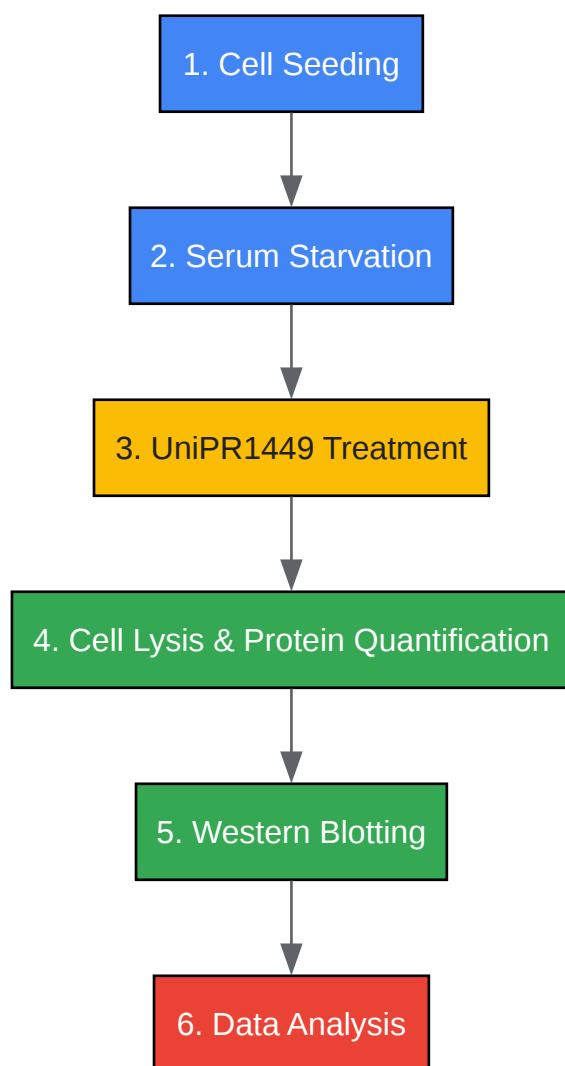 1. Cell Seeding
2. Serum Starvation
3. UniPR1449 Treatment
4. Cell Lysis & Protein Quantification
5. Western Blotting
6. Data Analysis